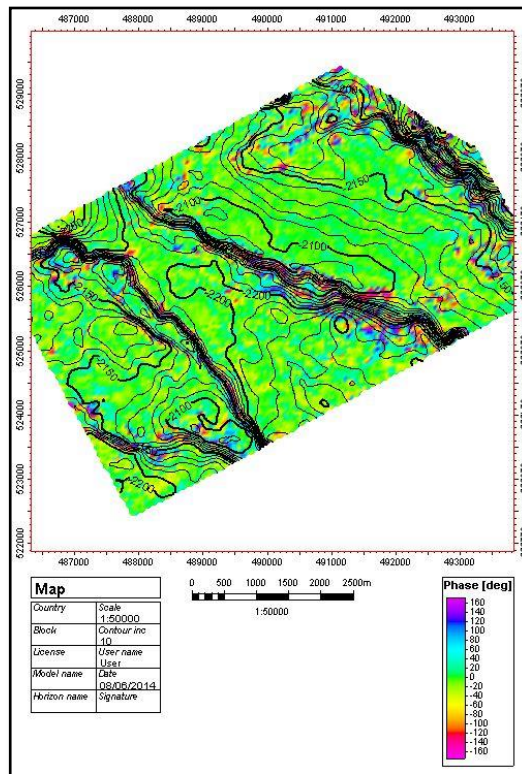 487000 488000 489000 490000 491000 492000 493000
529000
528000
527000
526000
525000
524000
523000
522000
-2150
-2100
-2100
-2200
-2200
-2150
-2150
-2100
-2200
487000 488000 489000 490000 491000 492000 493000
Map
Country
Scale
1:50000
Block
Contour inc
10
License
User name
User
Model name
Date
08/06/2014
Horizon name
Signature
0 500 1000 1500 2000 2500m
1:50000
Phase [deg]
160
140
120
100
80
60
40
20
0
-20
-40
-60
-80
-100
-120
-140
-160